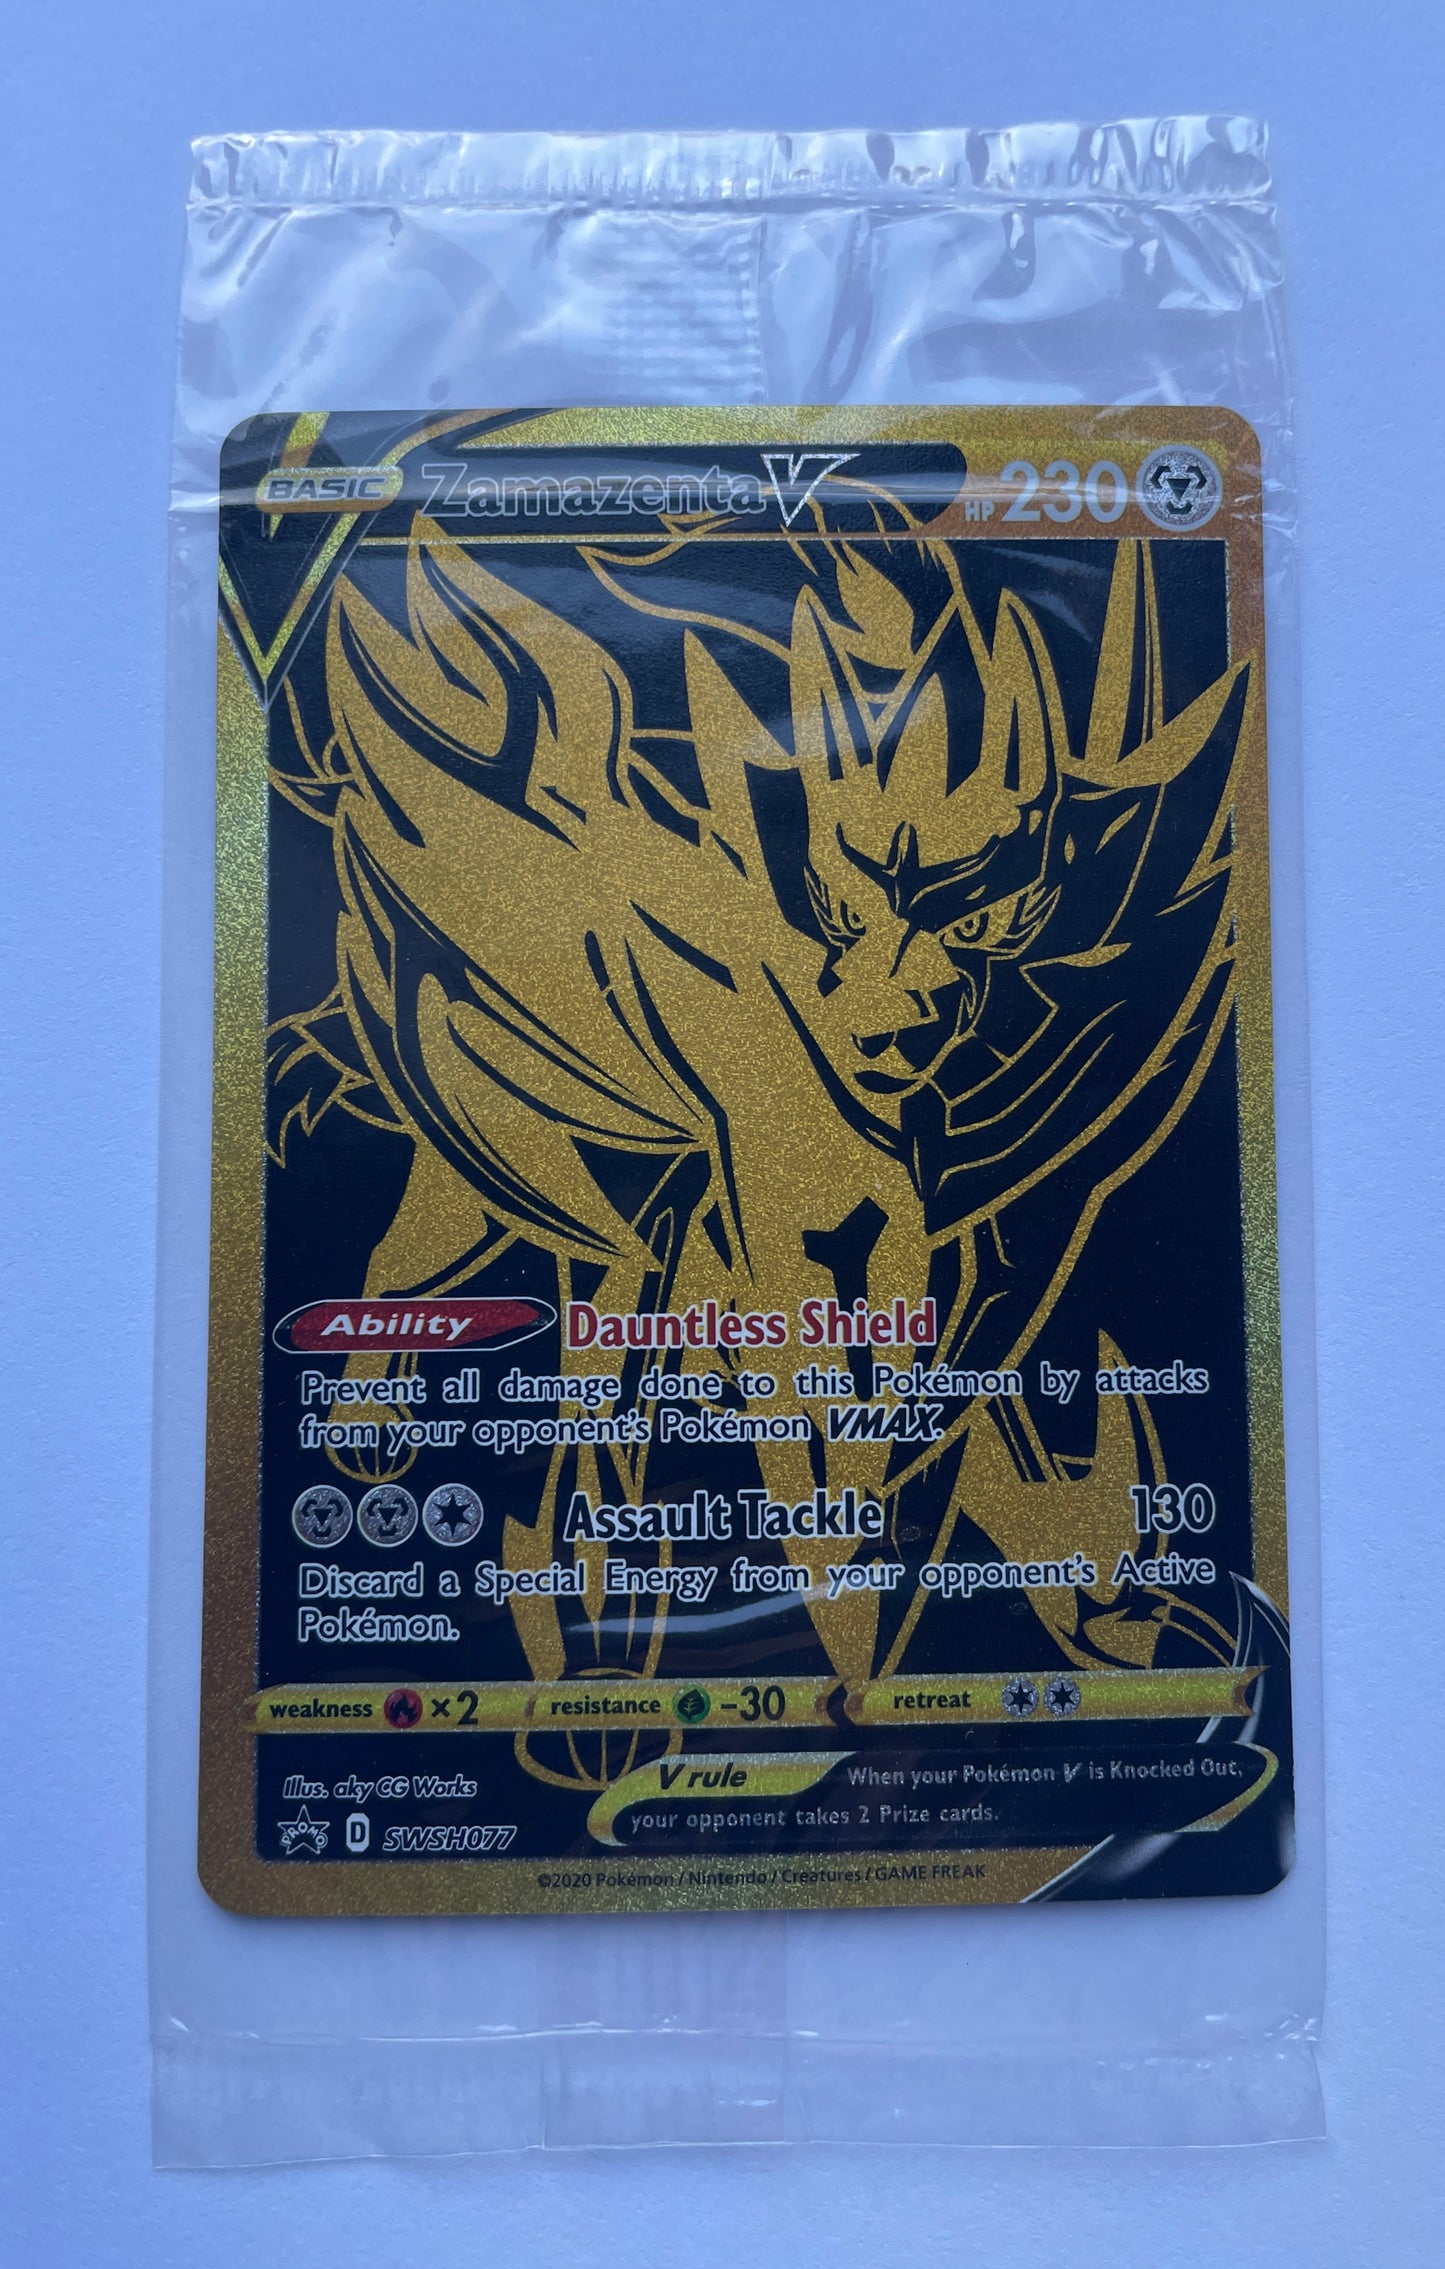 BASIC Zamazenta V HP 230
Ability Dauntless Shield
Prevent all damage done to this Pokémon by attacks
from your opponent's Pokémon VMAX.
Assault Tackle 130
Discard a Special Energy from your opponent's Active
Pokémon.
weakness ×2 resistance -30 retreat
Illus. aky CG Works
V rule When your Pokémon V is Knocked Out,
your opponent takes 2 Prize cards.
PROMO D SWSH077
©2020 Pokémon / Nintendo / Creatures / GAME FREAK